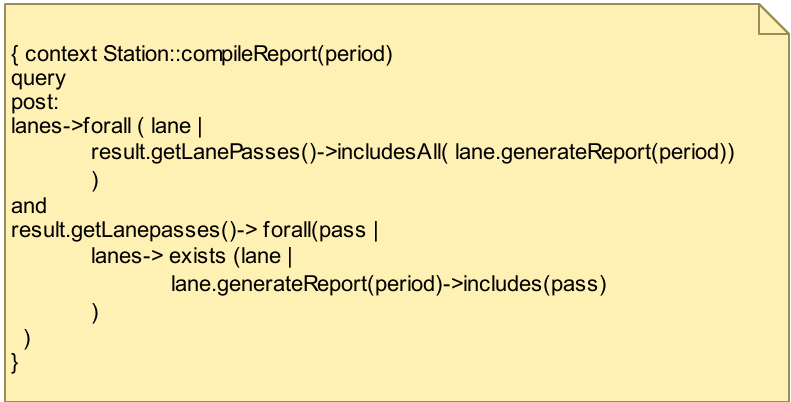 { context Station::compileReport(period)
query
post:
lanes->forall ( lane |
result.getLanePasses()->includesAll( lane.generateReport(period))
)
and
result.getLanepasses()-> forall(pass |
lanes-> exists (lane |
lane.generateReport(period)->includes(pass)
)
)
}